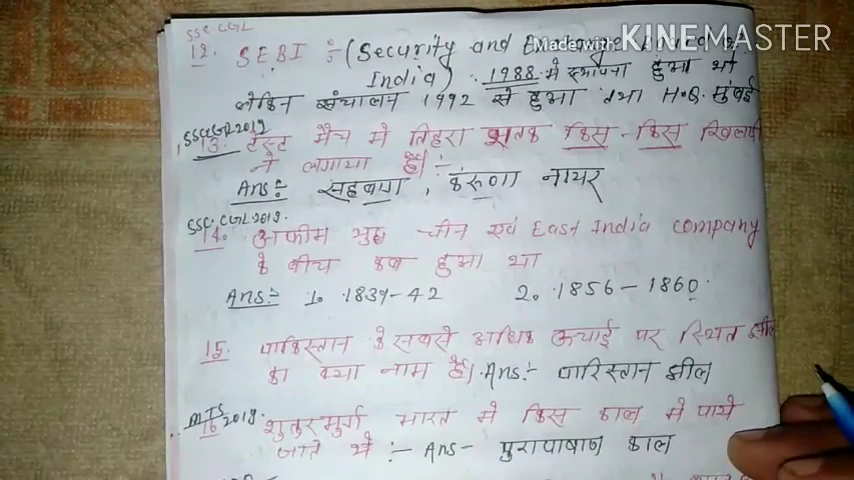 SSC CGL
12. SEBI :- (Security and Exchange Board of
India). 1988 मे स्थापना हुआ था
लेकिन संचालन 1992 से हुआ तथा H.Q. मुंबई
Made with KINEMASTER
SSC CGL 2019
13. टेस्ट मैच मे तिहरा शतक किस-किस खिलाड़ी
ने लगाया है।:-
Ans:- सहवाग, करूण नायर
SSC CGL 2019.
14. अफीम युद्ध चीन एवं East India Company
के बीच कब हुआ था
Ans:- 1. 1839-42 2. 1856-1860
15. पाकिस्तान के सबसे अधिक ऊचाई पर स्थित झील
का क्या नाम है। Ans:- पारिस्तान झील
MTS 2019.
16 शुतुरमुर्ग भारत मे किस काल मे पाये
जाते थे :- Ans- पुरापाषाण काल